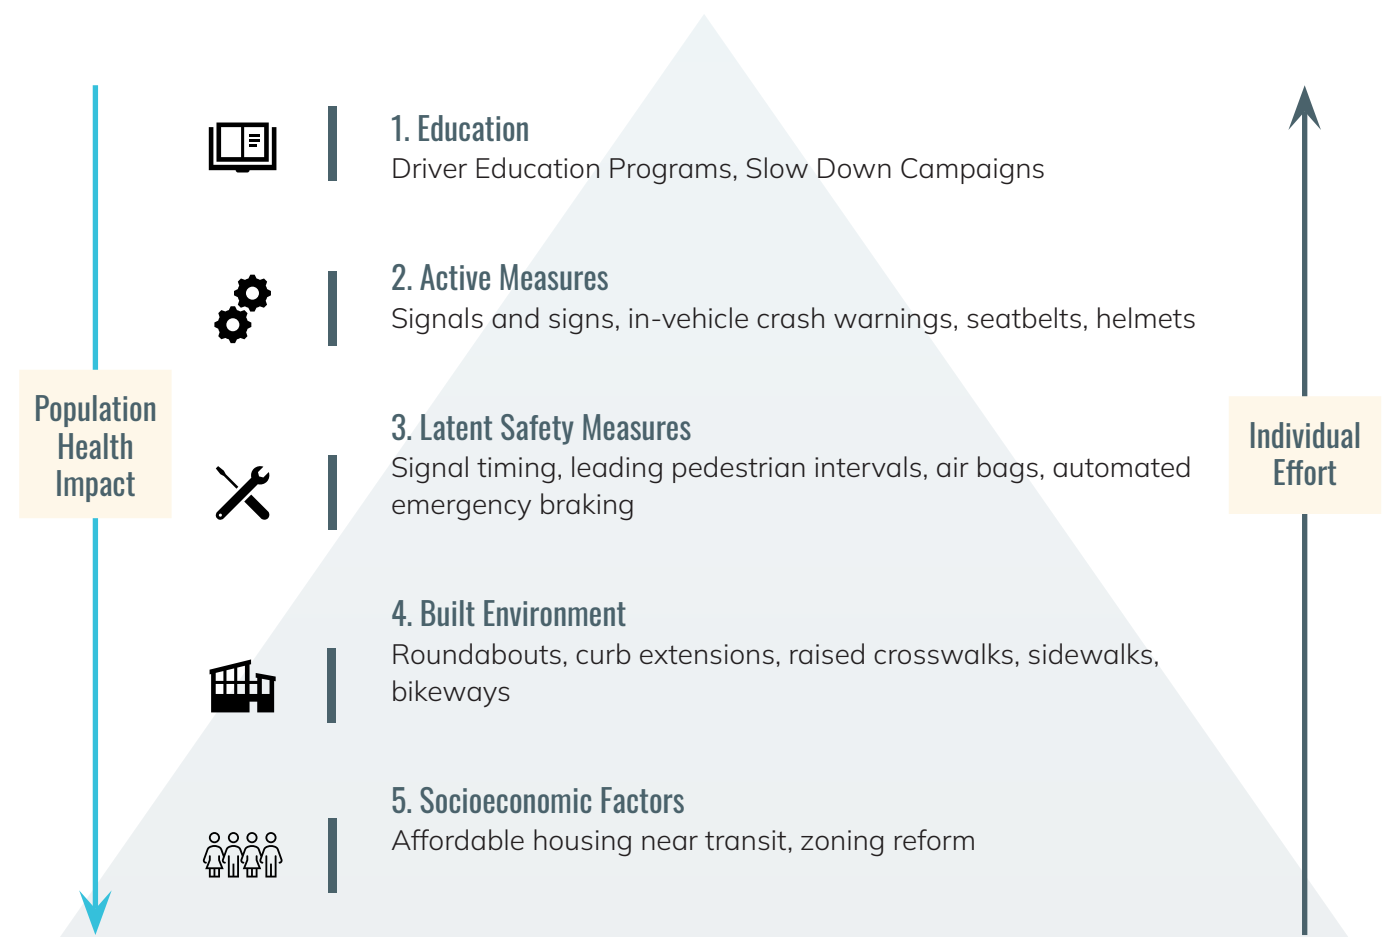 1. Education
Driver Education Programs, Slow Down Campaigns
2. Active Measures
Signals and signs, in-vehicle crash warnings, seatbelts, helmets
Population
Health
Impact
3. Latent Safety Measures
Signal timing, leading pedestrian intervals, air bags, automated
emergency braking
Individual
Effort
4. Built Environment
Roundabouts, curb extensions, raised crosswalks, sidewalks,
bikeways
5. Socioeconomic Factors
Affordable housing near transit, zoning reform